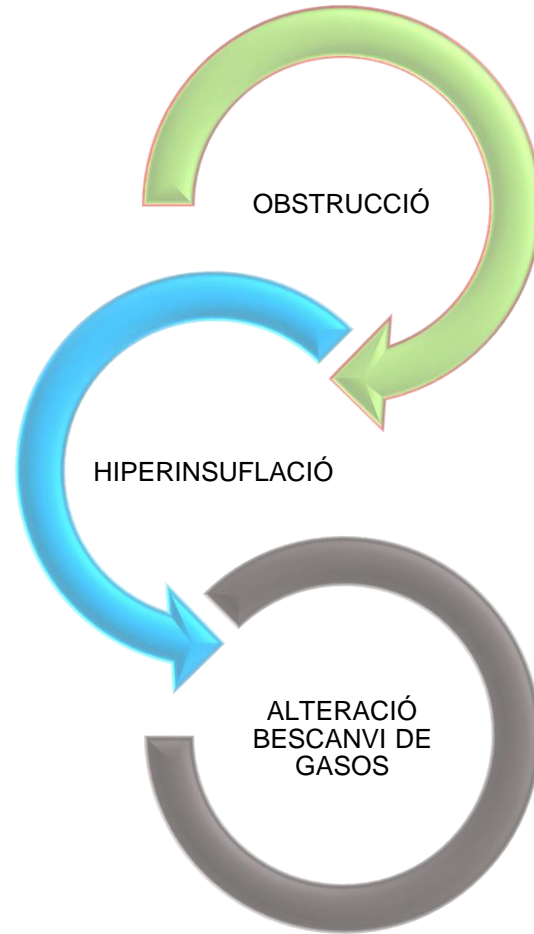 OBSTRUCCIÓ
HIPERINSUFLACIÓ
ALTERACIÓ
BESCANVI DE
GASOS